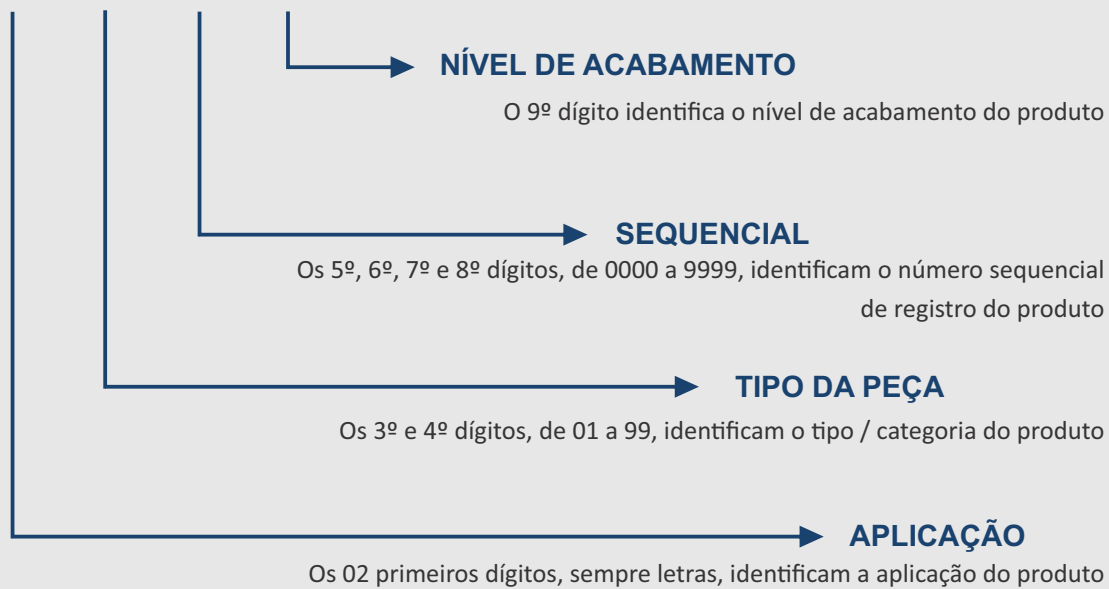 NÍVEL DE ACABAMENTO
O 9º dígito identifica o nível de acabamento do produto
SEQUENCIAL
Os 5º, 6º, 7º e 8º dígitos, de 0000 a 9999, identificam o número sequencial
de registro do produto
TIPO DA PEÇA
Os 3º e 4º dígitos, de 01 a 99, identificam o tipo / categoria do produto
APLICAÇÃO
Os 02 primeiros dígitos, sempre letras, identificam a aplicação do produto